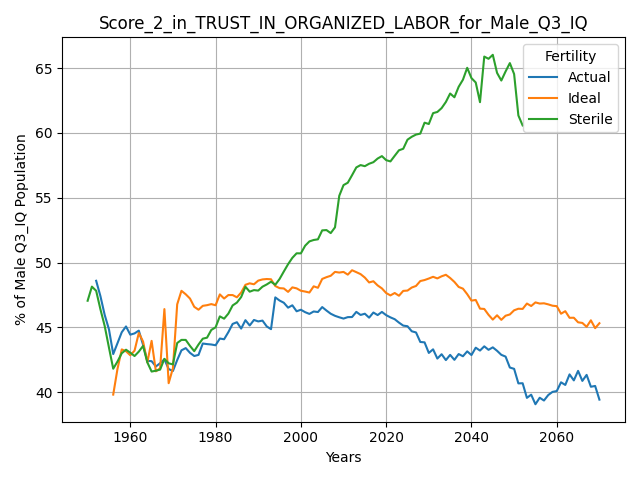 Score_2_in_TRUST_IN_ORGANIZED_LABOR_for_Male_Q3_IQ
% of Male Q3_IQ Population
65
60
55
50
45
40
Fertility
Actual
Ideal
Sterile
1960
1980
2000
2020
2040
2060
Years